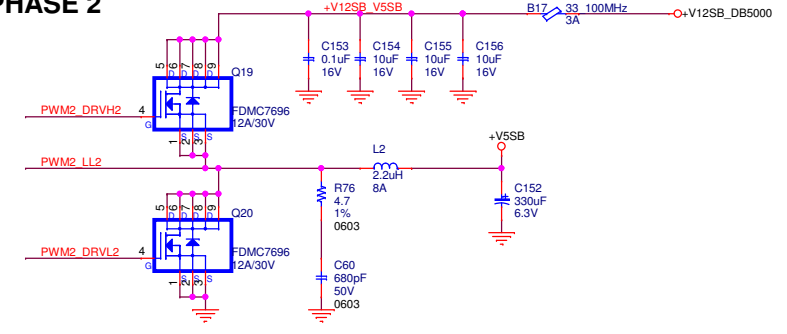 PHASE 2
+V12SB_V5SB
B17
33 100MHz
3A
+V12SB_DB5000
C153
0.1uF
16V
C154
10uF
16V
C155
10uF
16V
C156
10uF
16V
5
6
7
8
9
D
D
D
D
Q19
PWM2_DRVH2
4
G
FDMC7696
12A/30V
1
2
3
S
S
S
+V5SB
PWM2_LL2
L2
2.2uH
8A
R76
4.7
1%
0603
C152
330uF
6.3V
5
6
7
8
9
D
D
D
D
Q20
PWM2_DRVL2
4
G
FDMC7696
12A/30V
1
2
3
S
S
S
C60
680pF
50V
0603